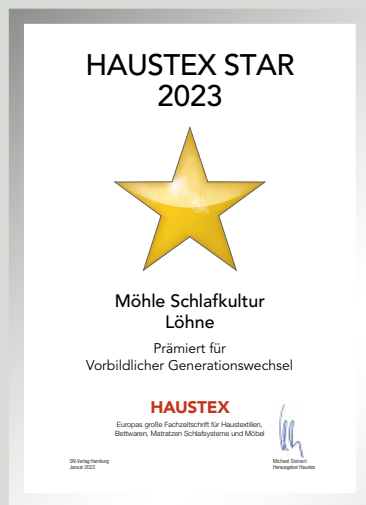 HAUSTEX STAR
2023
Möhle Schlafkultur
Löhne
Prämiert für
Vorbildlicher Generationswechsel
HAUSTEX
Europas große Fachzeitschrift für Haustextilien,
Bettwaren, Matratzen Schlafsysteme und Möbel
SN-Verlag Hamburg
Januar 2023
Michael Steinert
Herausgeber Haustex